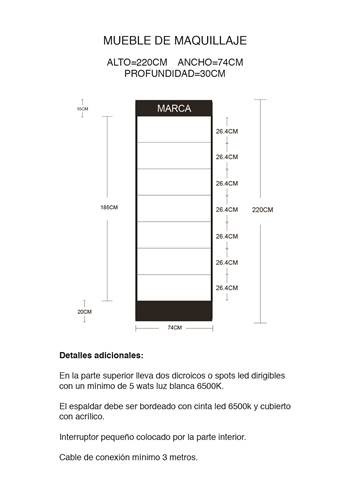 MUEBLE DE MAQUILLAJE
ALTO=220CM ANCHO=74CM
PROFUNDIDAD=30CM
15CM
MARCA
26.4CM
26.4CM
26.4CM
185CM
26.4CM
220CM
26.4CM
26.4CM
26.4CM
20CM
74CM
Detalles adicionales:
En la parte superior lleva dos dicroicos o spots led dirigibles
con un mínimo de 5 wats luz blanca 6500K.
El espaldar debe ser bordeado con cinta led 6500k y cubierto
con acrílico.
Interruptor pequeño colocado por la parte interior.
Cable de conexión mínimo 3 metros.